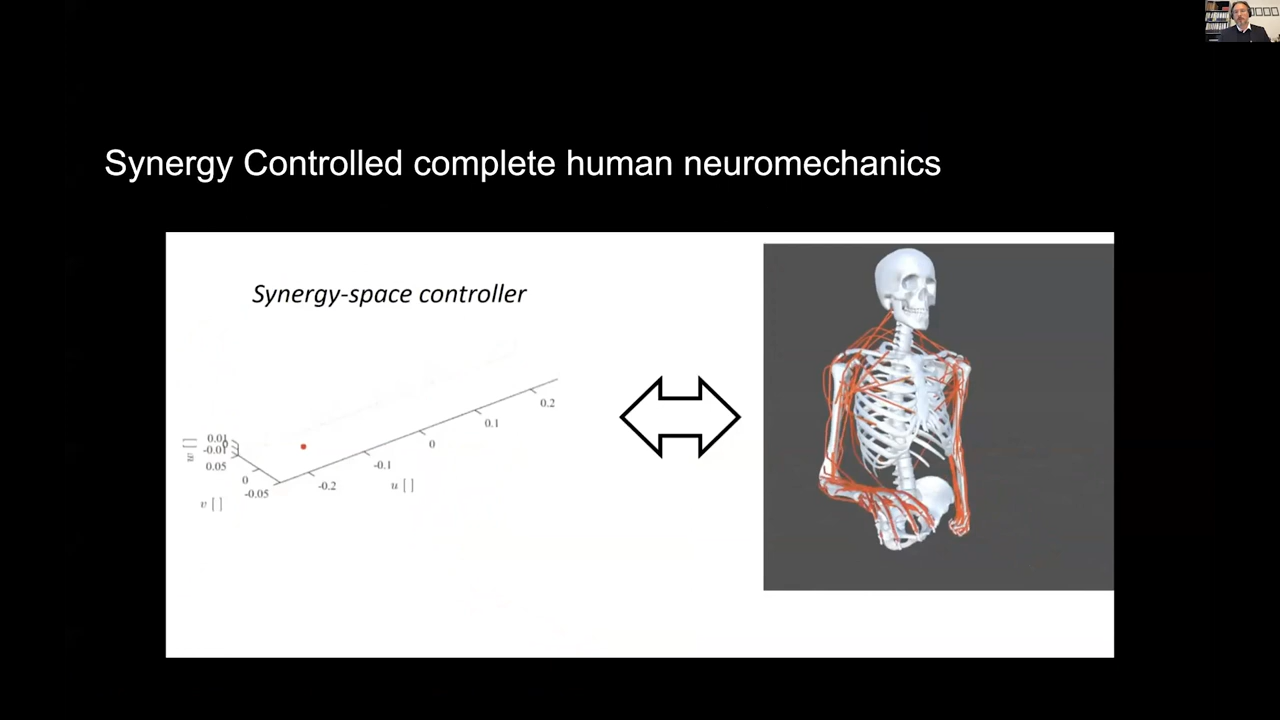 Synergy Controlled complete human neuromechanics
Synergy-space controller
0.2
0.1
0
-0.1
-0.2
u [ ]
0.01
0
-0.01
w [ ]
0.05
0
-0.05
v [ ]